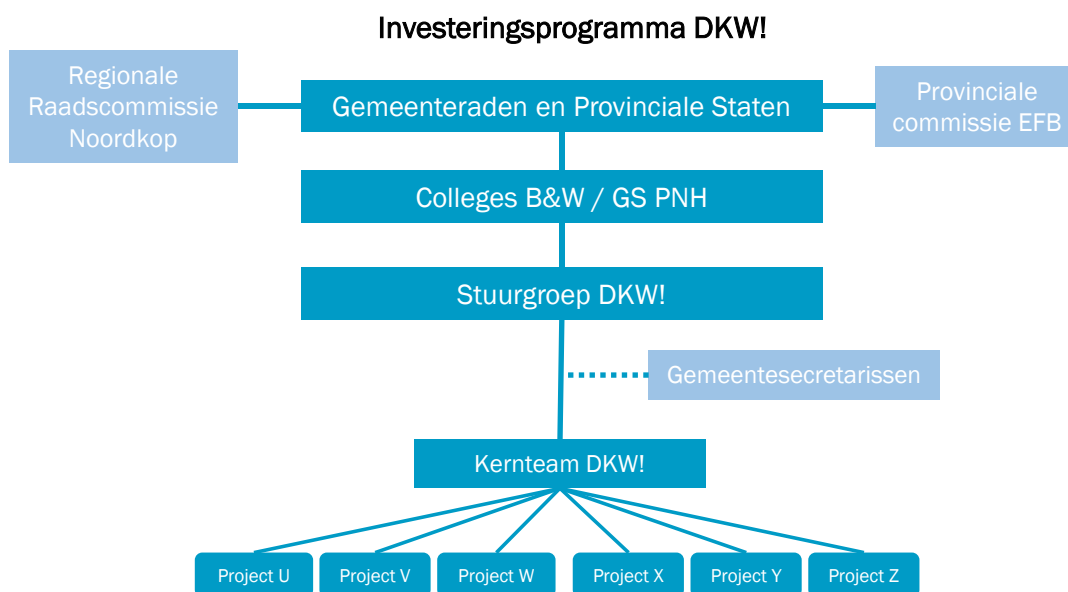 Investeringsprogramma DKW!
Regionale
Raadscommissie
Noordkop
Gemeenteraden en Provinciale Staten
Provinciale
commissie EFB
Colleges B&W / GS PNH
Stuurgroep DKW!
Gemeentesecretarissen
Kernteam DKW!
Project U
Project V
Project W
Project X
Project Y
Project Z